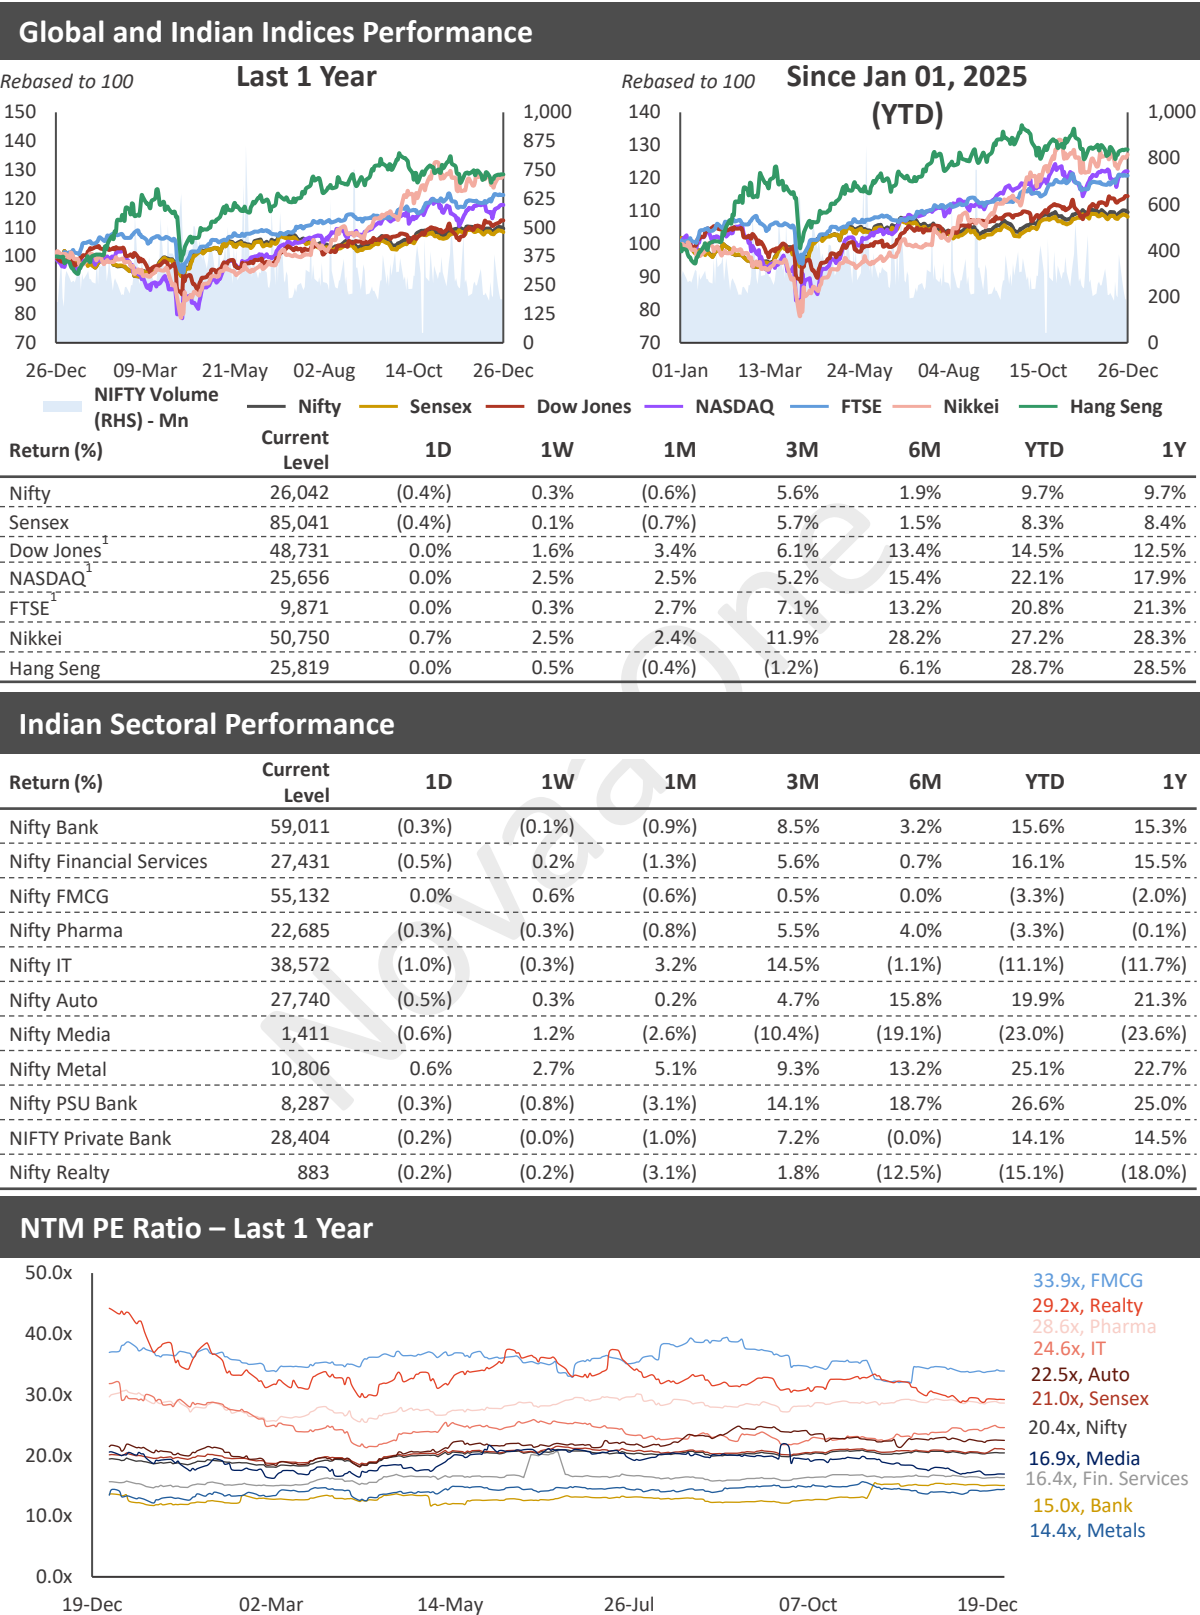 Global and Indian Indices Performance
Rebased to 100
Last 1 Year
150
140
130
120
110
100
90
80
70
1,000
875
750
625
500
375
250
125
0
26-Dec 09-Mar 21-May 02-Aug 14-Oct 26-Dec
Rebased to 100
Since Jan 01, 2025
(YTD)
140
130
120
110
100
90
80
70
1,000
800
600
400
200
0
01-Jan 13-Mar 24-May 04-Aug 15-Oct 26-Dec
NIFTY Volume
(RHS) - Mn
Nifty Sensex Dow Jones NASDAQ FTSE Nikkei Hang Seng
Return (%) Current Level 1D 1W 1M 3M 6M YTD 1Y
Nifty 26,042 (0.4%) 0.3% (0.6%) 5.6% 1.9% 9.7% 9.7%
Sensex 85,041 (0.4%) 0.1% (0.7%) 5.7% 1.5% 8.3% 8.4%
Dow Jones1 48,731 0.0% 1.6% 3.4% 6.1% 13.4% 14.5% 12.5%
NASDAQ1 25,656 0.0% 2.5% 2.5% 5.2% 15.4% 22.1% 17.9%
FTSE1 9,871 0.0% 0.3% 2.7% 7.1% 13.2% 20.8% 21.3%
Nikkei 50,750 0.7% 2.5% 2.4% 11.9% 28.2% 27.2% 28.3%
Hang Seng 25,819 0.0% 0.5% (0.4%) (1.2%) 6.1% 28.7% 28.5%
Indian Sectoral Performance
Return (%) Current Level 1D 1W 1M 3M 6M YTD 1Y
Nifty Bank 59,011 (0.3%) (0.1%) (0.9%) 8.5% 3.2% 15.6% 15.3%
Nifty Financial Services 27,431 (0.5%) 0.2% (1.3%) 5.6% 0.7% 16.1% 15.5%
Nifty FMCG 55,132 0.0% 0.6% (0.6%) 0.5% 0.0% (3.3%) (2.0%)
Nifty Pharma 22,685 (0.3%) (0.3%) (0.8%) 5.5% 4.0% (3.3%) (0.1%)
Nifty IT 38,572 (1.0%) (0.3%) 3.2% 14.5% (1.1%) (11.1%) (11.7%)
Nifty Auto 27,740 (0.5%) 0.3% 0.2% 4.7% 15.8% 19.9% 21.3%
Nifty Media 1,411 (0.6%) 1.2% (2.6%) (10.4%) (19.1%) (23.0%) (23.6%)
Nifty Metal 10,806 0.6% 2.7% 5.1% 9.3% 13.2% 25.1% 22.7%
Nifty PSU Bank 8,287 (0.3%) (0.8%) (3.1%) 14.1% 18.7% 26.6% 25.0%
NIFTY Private Bank 28,404 (0.2%) (0.0%) (1.0%) 7.2% (0.0%) 14.1% 14.5%
Nifty Realty 883 (0.2%) (0.2%) (3.1%) 1.8% (12.5%) (15.1%) (18.0%)
NovaaOne
NTM PE Ratio – Last 1 Year
50.0x
40.0x
30.0x
20.0x
10.0x
0.0x
19-Dec 02-Mar 14-May 26-Jul 07-Oct 19-Dec
33.9x, FMCG
29.2x, Realty
28.6x, Pharma
24.6x, IT
22.5x, Auto
21.0x, Sensex
20.4x, Nifty
16.9x, Media
16.4x, Fin. Services
15.0x, Bank
14.4x, Metals